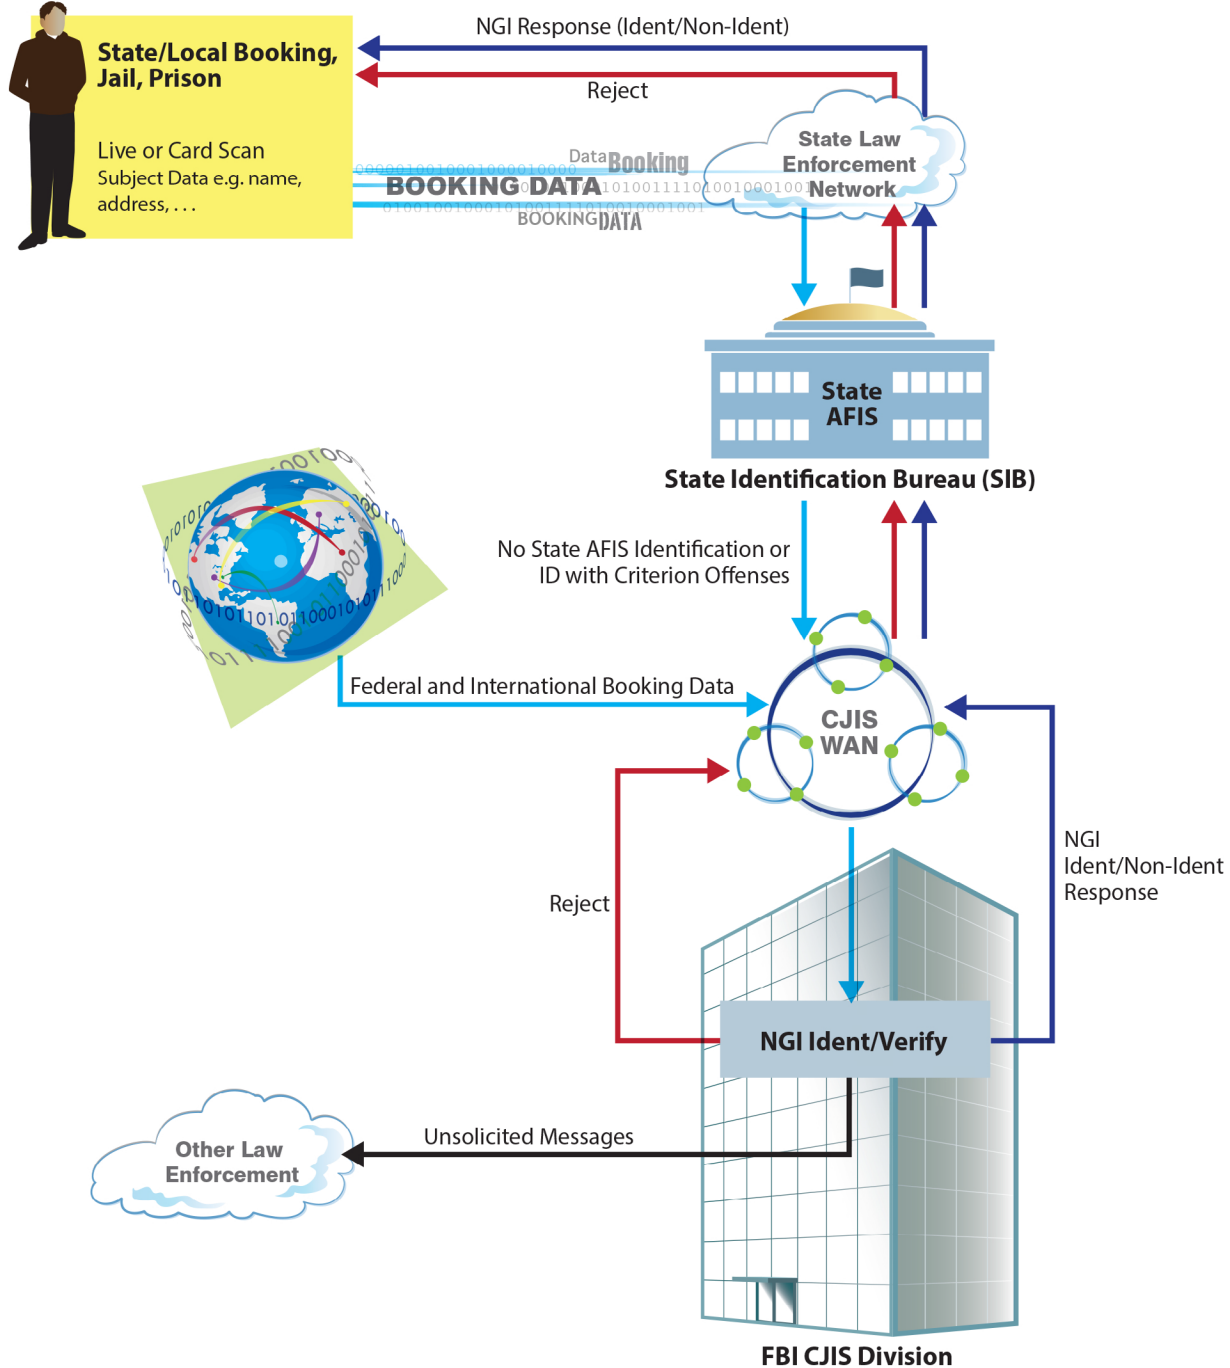 NGI Response (Ident/Non-Ident)
State/Local Booking,
Jail, Prison
Reject
Live or Card Scan
Subject Data e.g. name,
address, . . .
Data Booking
BOOKING DATA
BOOKING DATA
State Law
Enforcement
Network
State
AFIS
State Identification Bureau (SIB)
No State AFIS Identification or
ID with Criterion Offenses
Federal and International Booking Data
CJIS
WAN
NGI
Ident/Non-Ident
Response
Reject
NGI Ident/Verify
Unsolicited Messages
Other Law
Enforcement
FBI CJIS Division